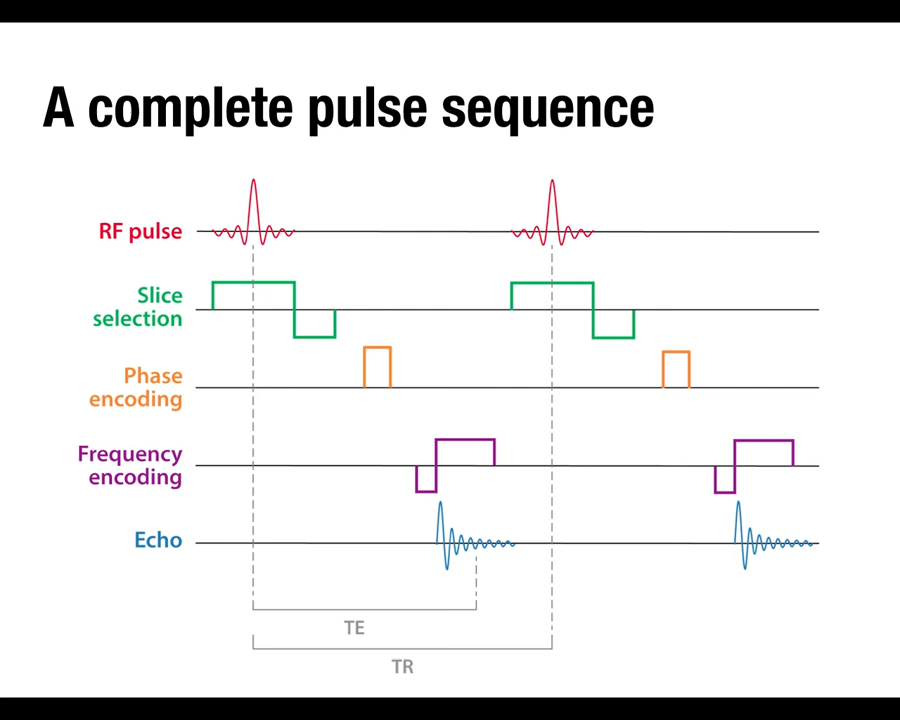 A complete pulse sequence
RF pulse
Slice
selection
Phase
encoding
Frequency
encoding
Echo
TE
TR